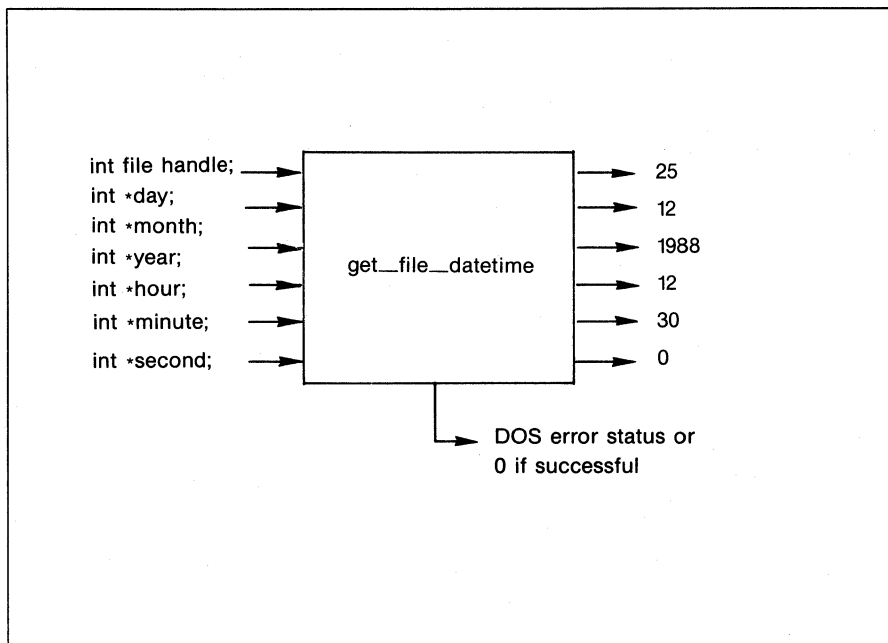 int file handle;
int *day;
int *month;
int *year;
int *hour;
int *minute;
int *second;
get_file_datetime
25
12
1988
12
30
0
DOS error status or
0 if successful